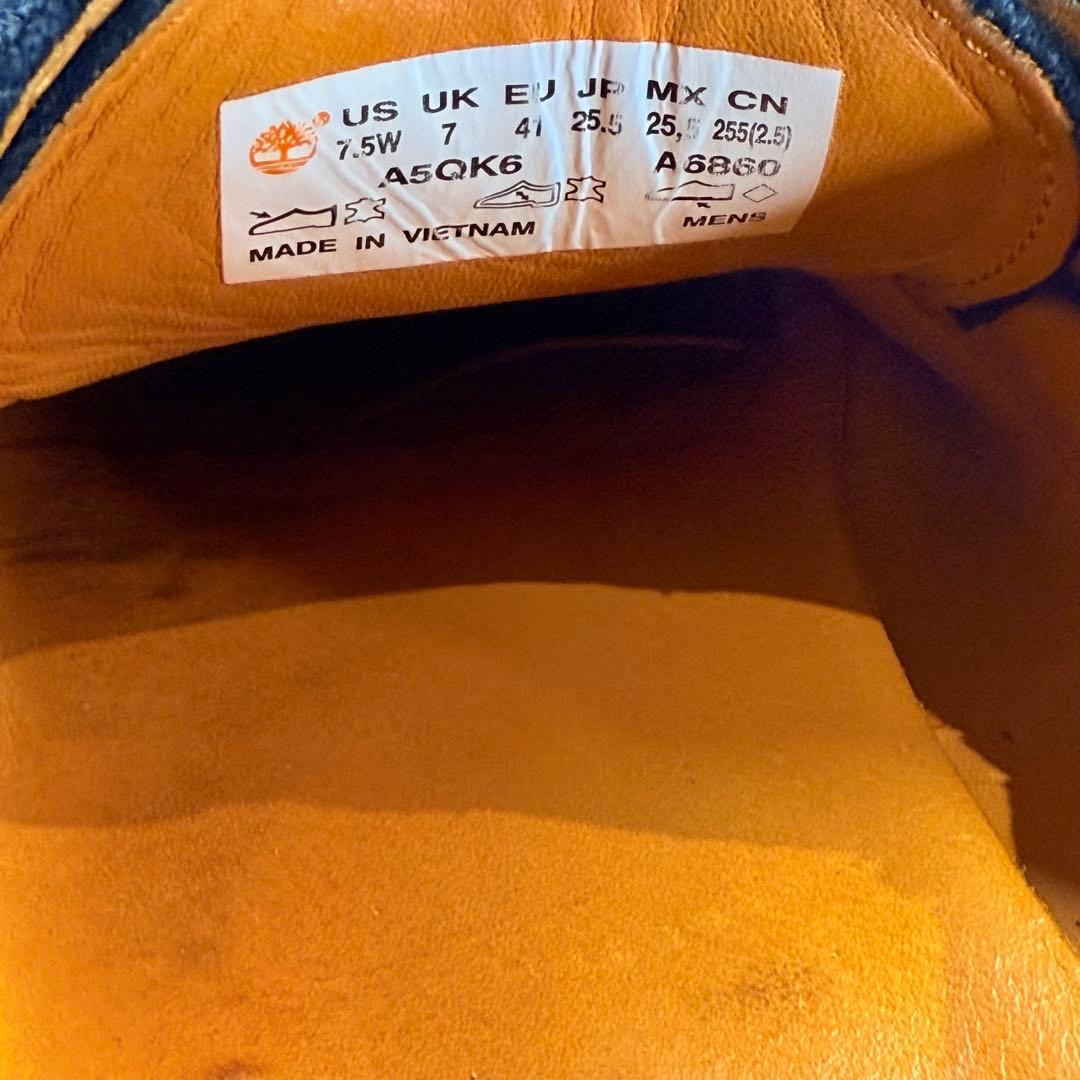 US UK EU JP MX CN
7.5W 7 41 25.5 25,5 255(2.5)
A5QK6 A6860
MADE IN VIETNAM MENS